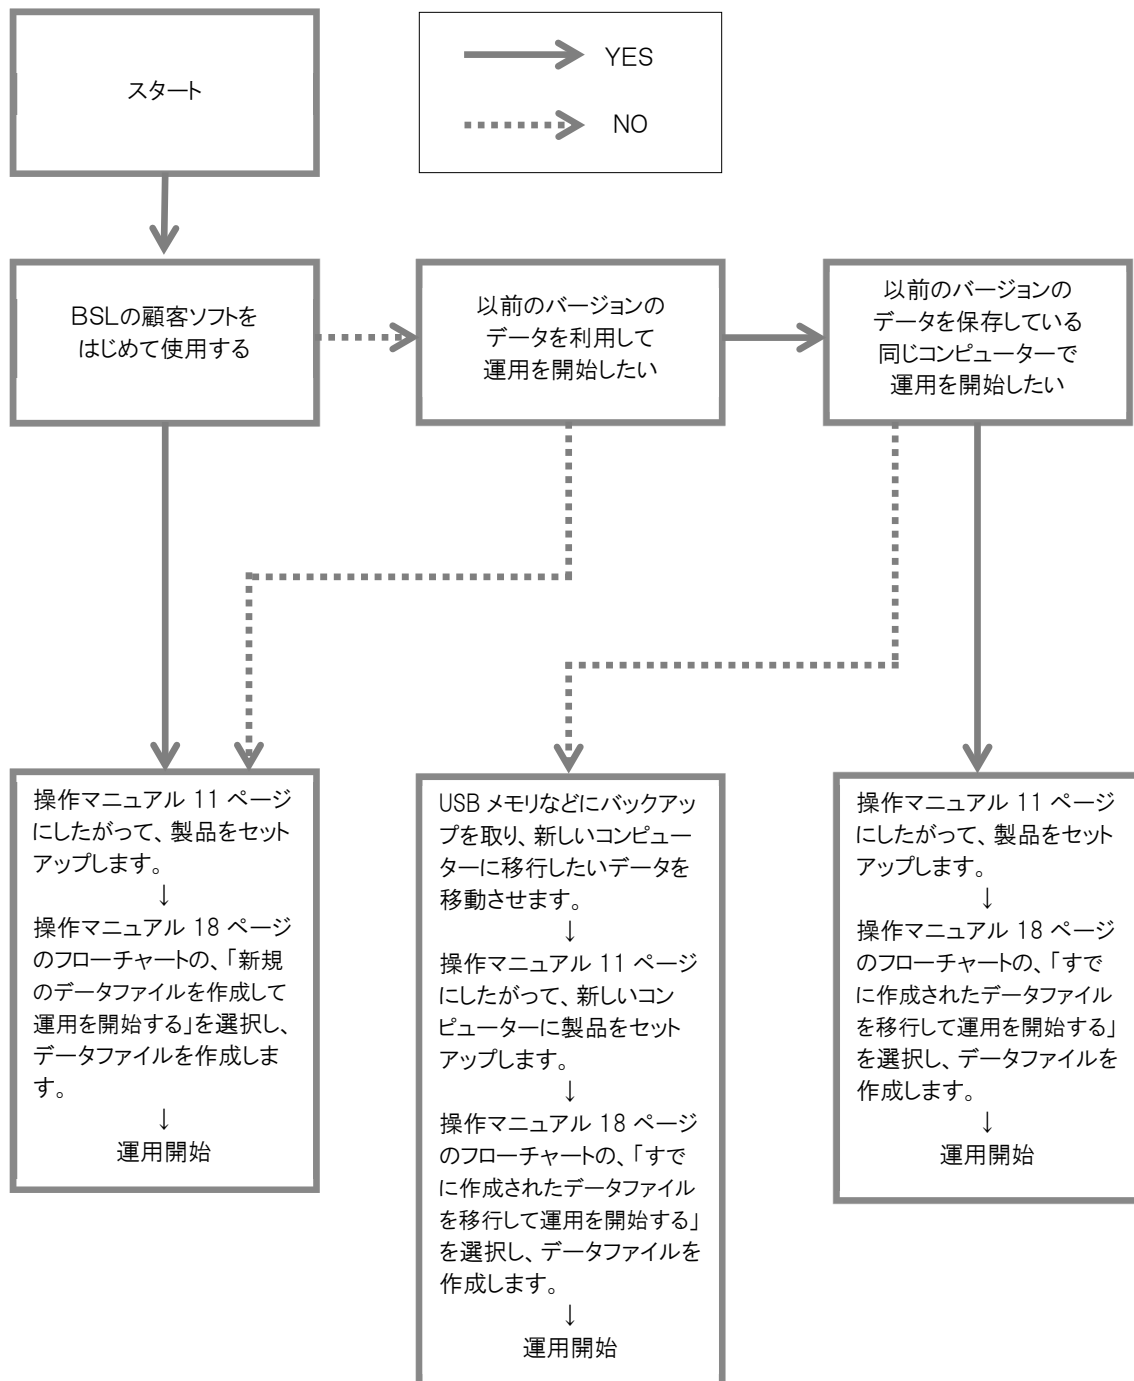 スタート
YES
NO
BSLの顧客ソフトを
はじめて使用する
以前のバージョンの
データを利用して
運用を開始したい
以前のバージョンの
データを保存している
同じコンピューターで
運用を開始したい
操作マニュアル 11 ページ
にしたがって、製品をセット
アップします。
↓
操作マニュアル 18 ページ
のフローチャートの、「新規
のデータファイルを作成して
運用を開始する」を選択し、
データファイルを作成しま
す。
↓
運用開始
USB メモリなどにバックアッ
プを取り、新しいコンピュー
ターに移行したいデータを
移動させます。
↓
操作マニュアル 11 ページ
にしたがって、新しいコン
ピューターに製品をセット
アップします。
↓
操作マニュアル 18 ページ
のフローチャートの、「すで
に作成されたデータファイル
を移行して運用を開始する」
を選択し、データファイルを
作成します。
↓
運用開始
操作マニュアル 11 ページ
にしたがって、製品をセット
アップします。
↓
操作マニュアル 18 ページ
のフローチャートの、「すで
に作成されたデータファイル
を移行して運用を開始する」
を選択し、データファイルを
作成します。
↓
運用開始